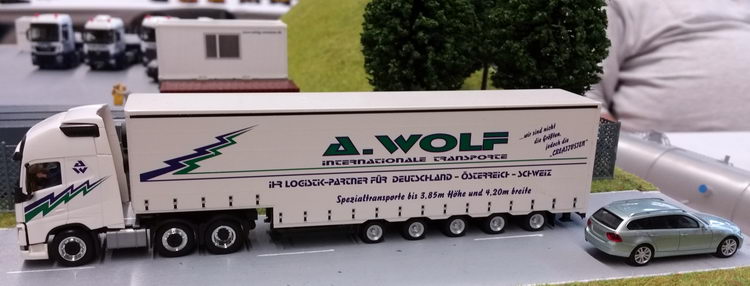 A.WOLF
INTERNATIONALE TRANSPORTE
...wir sind nicht
die größten,
jedoch die
"CREATIVSTEN"
IHR LOGISTIK-PARTNER FÜR DEUTSCHLAND - ÖSTERREICH - SCHWEIZ
Spezialtransporte bis 3,85m Höhe und 4,20m breite